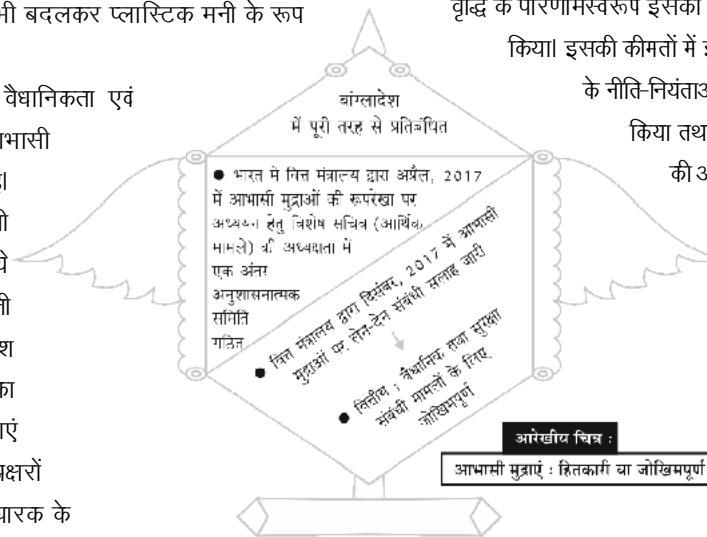 भी बदलकर प्लास्टिक मनी के रूप
वैधानिकता एवं
के परिणामस्वरूप इसकी
किया। इसकी कीमतों में
के
किया तथा
की
बांग्लादेश
में पूरी तरह से प्रतिबंधित
● भारत में वित्त मंत्रालय द्वारा अप्रैल, 2017
में आभासी मुद्राओं की रूपरेखा पर
अध्ययन हेतु विशेष सचिव (आर्थिक
मामले) की अध्यक्षता में
एक अंतर
अनुशासनात्मक
समिति
गठित
● वित्त मंत्रालय द्वारा दिसंबर, 2017 में आभासी
मुद्राओं पर लेन-देन संबंधी सलाह जारी
● वित्तीय : वैधानिक तथा सुरक्षा
संबंधी मामलों के लिए
जोखिमपूर्ण
आरेखीय चित्र :
आभासी मुद्राएं : हितकारी या जोखिमपूर्ण